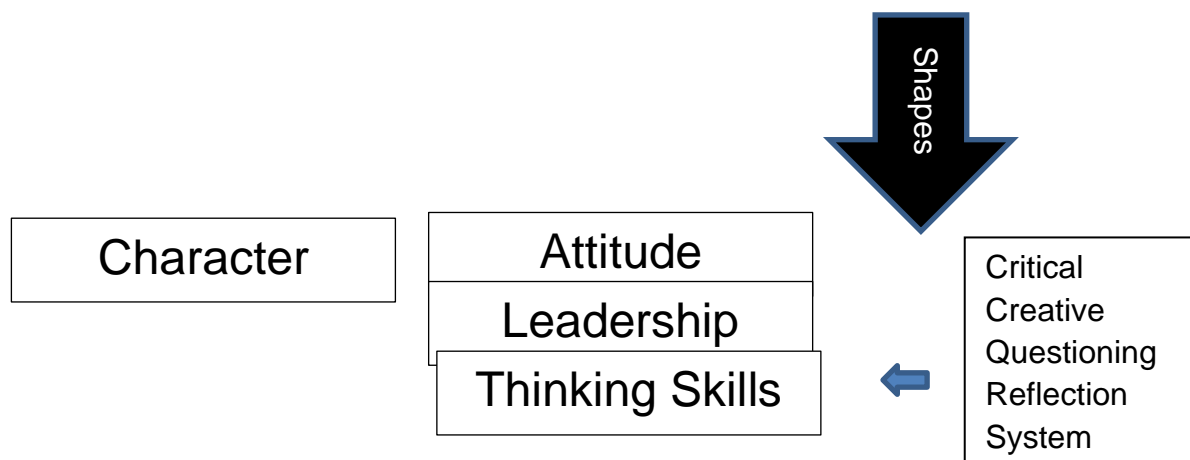 Shapes
Character
Attitude
Leadership
Thinking Skills
Critical
Creative
Questioning
Reflection
System